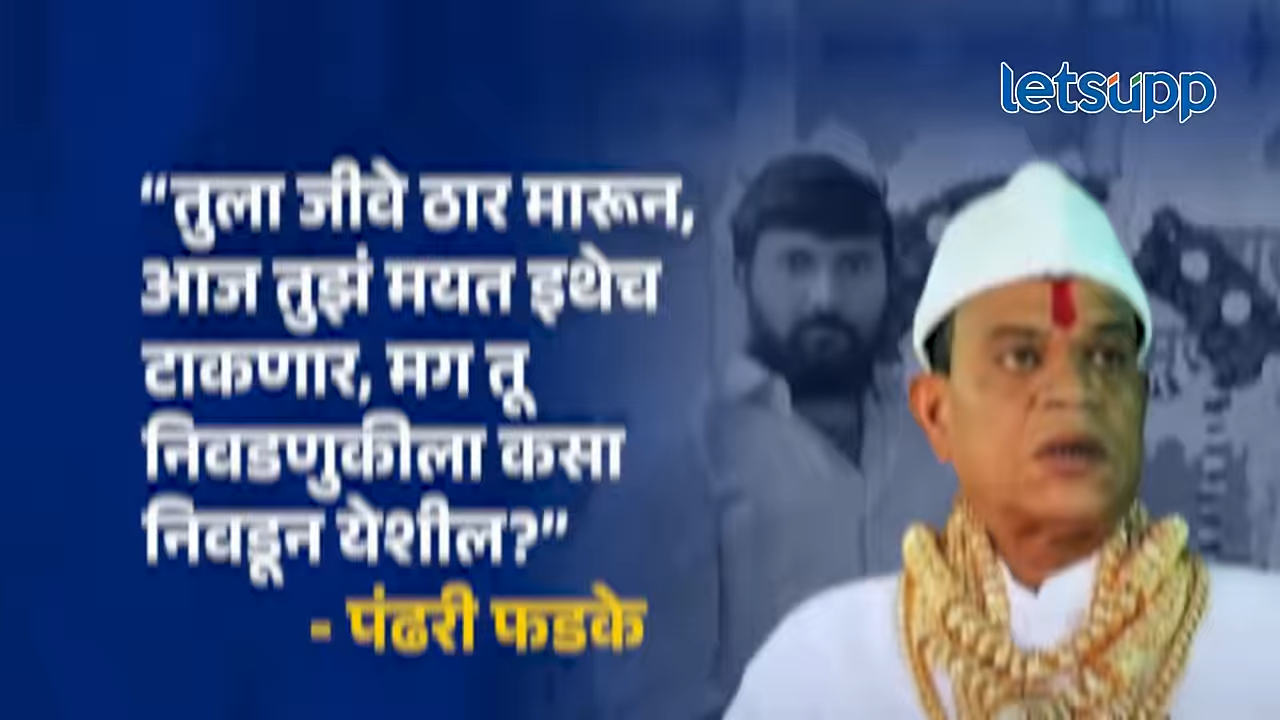 letsupp
“तुला जीवे ठार मारून,
आज तुझं मयत इथेच
टाकणार, मग तू
निवडणुकीला कसा
निवडून येशील?”
- पंढरी फडके